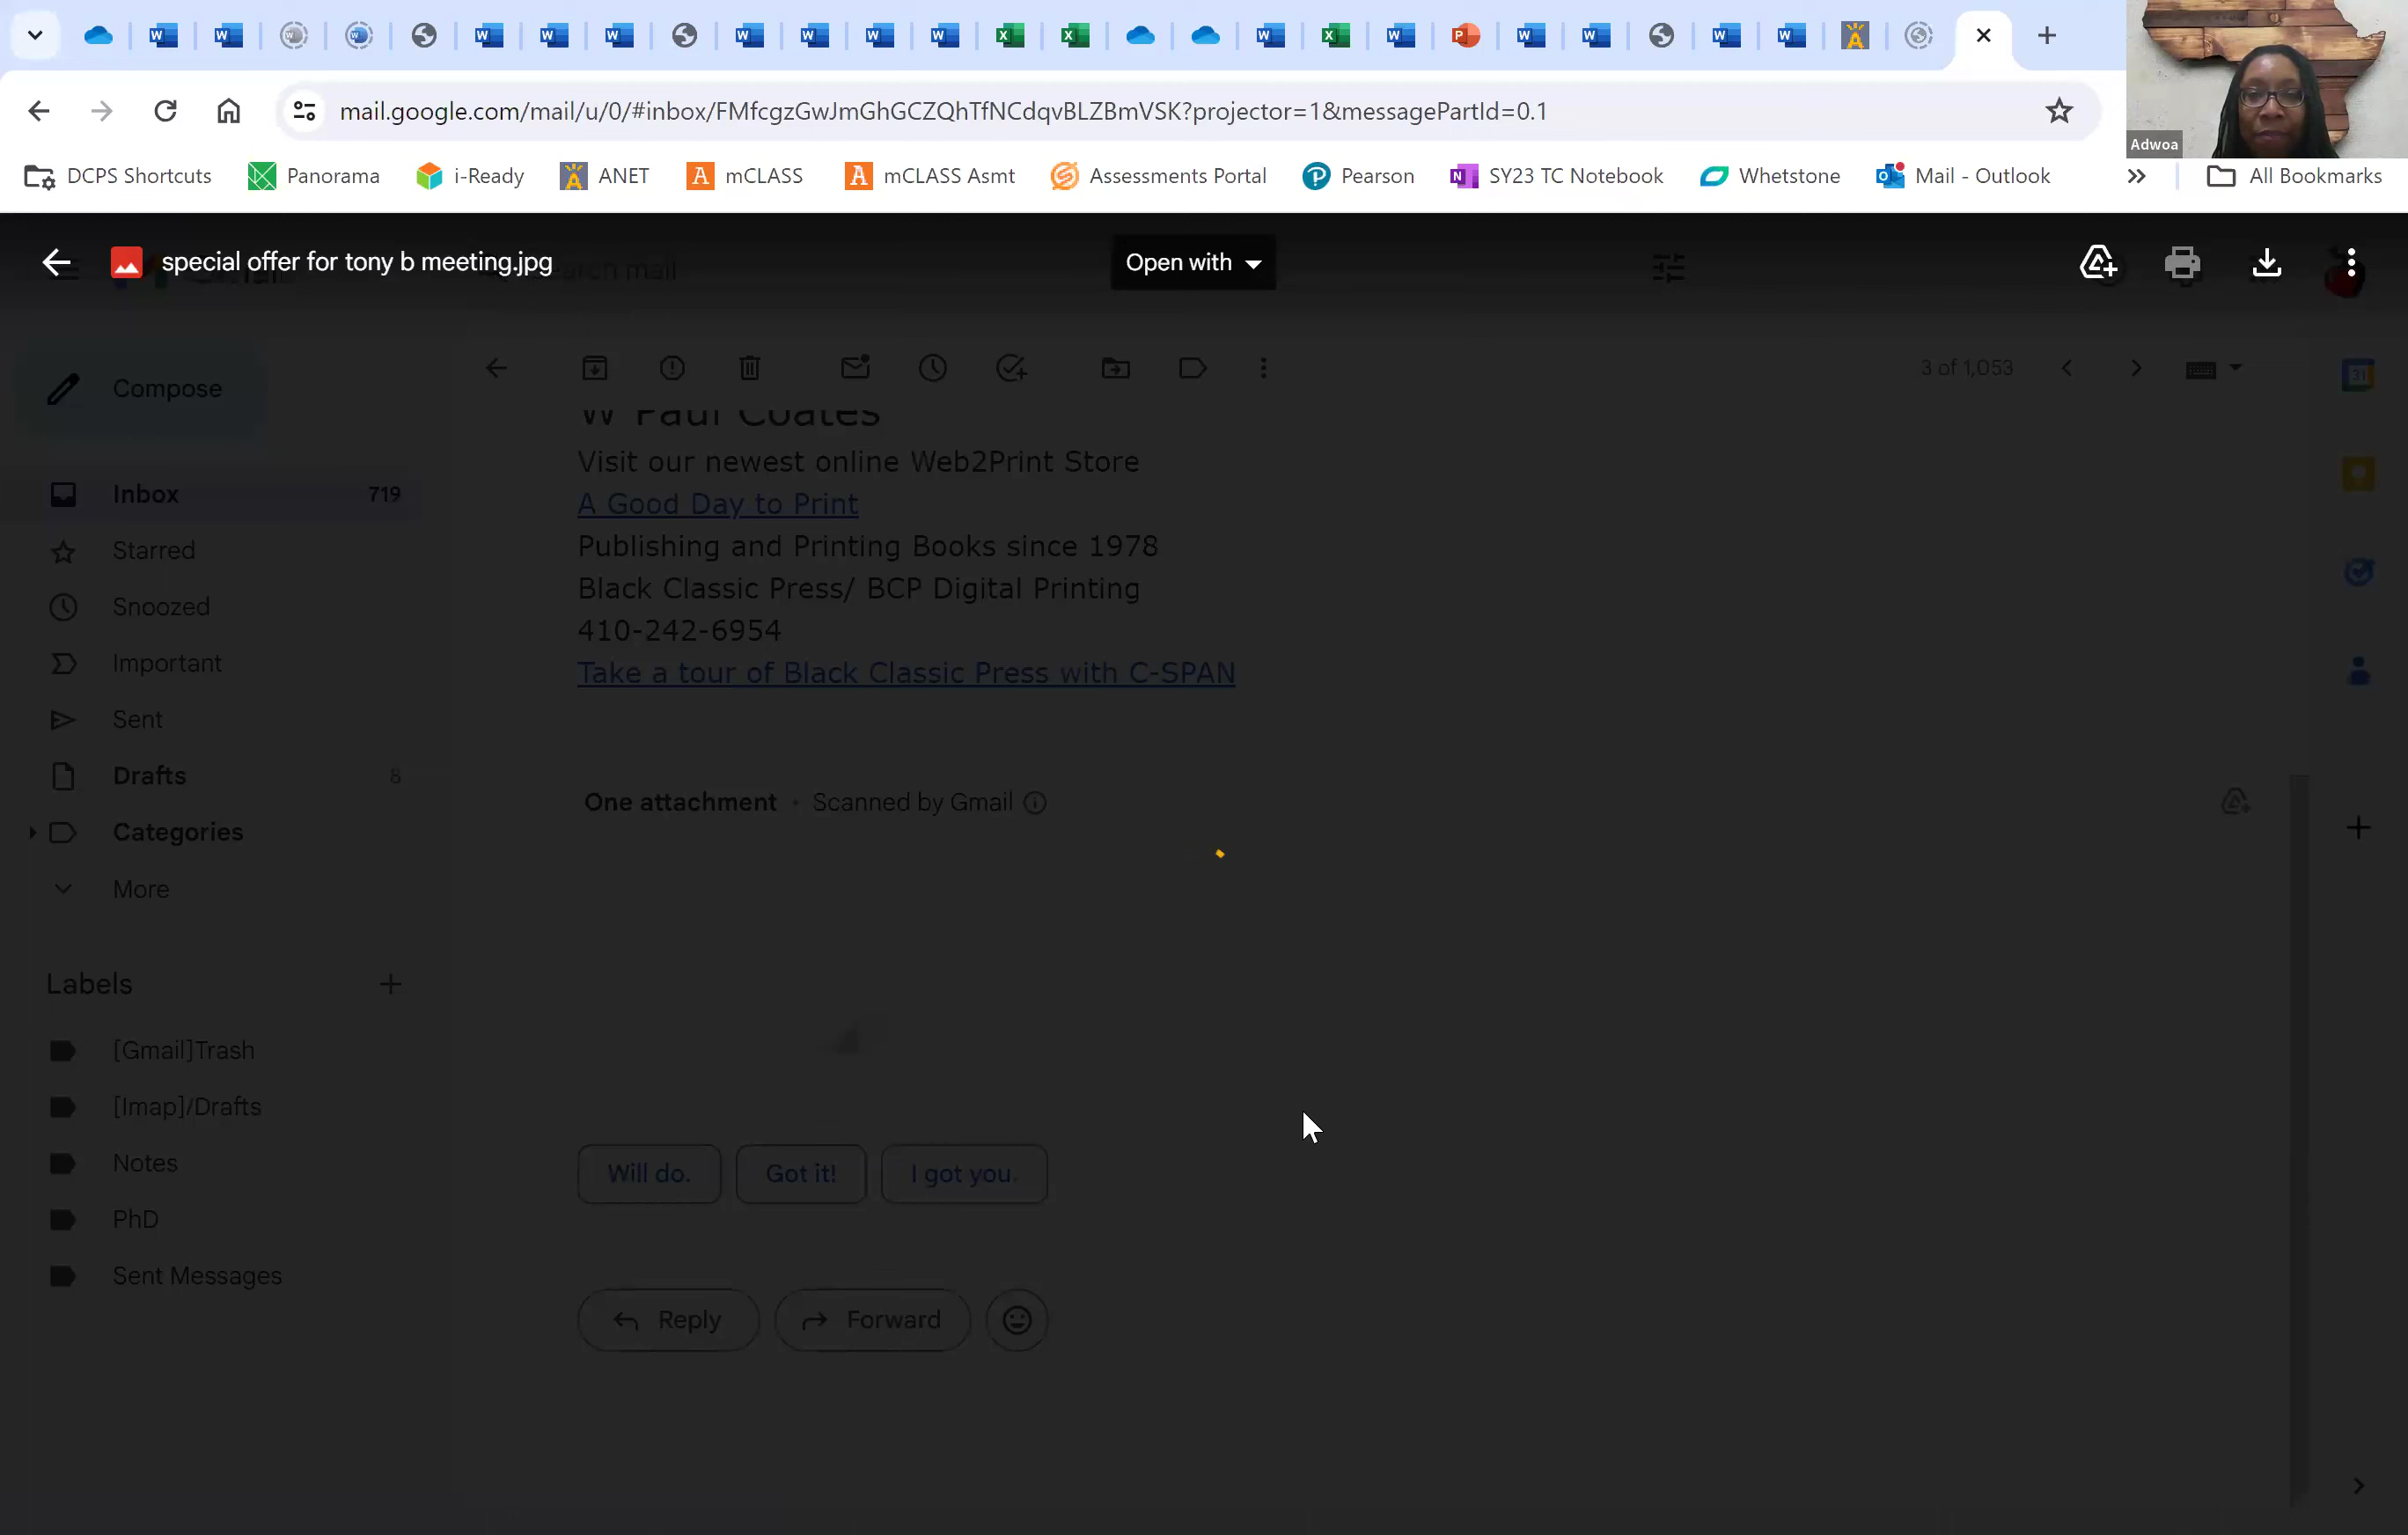 mail.google.com/mail/u/0/#inbox/FMfcgzGwJmGhGCZQhTfNCdqvBLZBmVSK?projector=1&messagePartId=0.1
Adwoa
DCPS Shortcuts Panorama i-Ready ANET mCLASS mCLASS Asmt Assessments Portal Pearson SY23 TC Notebook Whetstone Mail - Outlook All Bookmarks
special offer for tony b meeting.jpg
Open with
Compose
3 of 1,053
W Paul Coates
Visit our newest online Web2Print Store
Inbox 719
A Good Day to Print
Starred
Publishing and Printing Books since 1978
Black Classic Press/ BCP Digital Printing
Snoozed
410-242-6954
Important
Take a tour of Black Classic Press with C-SPAN
Sent
Drafts 8
One attachment • Scanned by Gmail
Categories
More
Labels
[Gmail]Trash
[Imap]/Drafts
Notes
Will do. Got it! I got you.
PhD
Sent Messages
Reply Forward